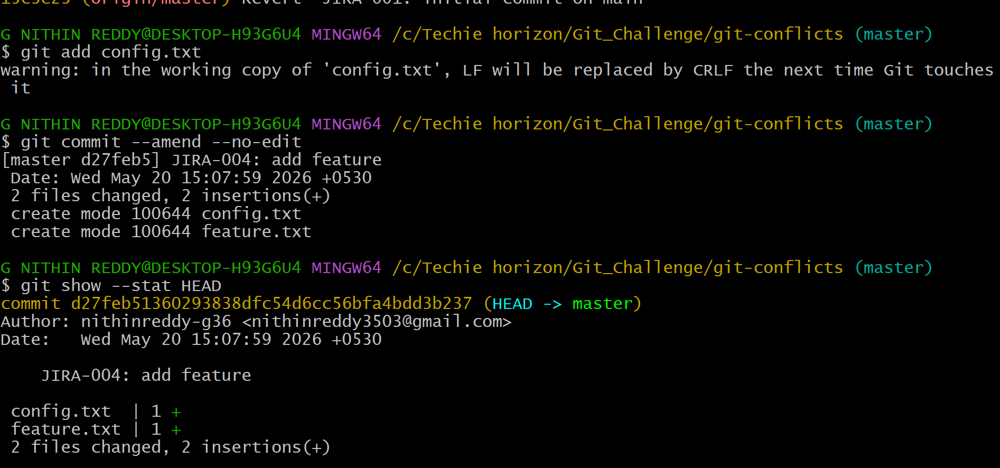 (origin/master) Revert "JIRA-001: Initial commit on main"
G NITHIN REDDY@DESKTOP-H93G6U4 MINGW64 /c/Techie horizon/Git_Challenge/git-conflicts (master)
$ git add config.txt
warning: in the working copy of 'config.txt', LF will be replaced by CRLF the next time Git touches
it
G NITHIN REDDY@DESKTOP-H93G6U4 MINGW64 /c/Techie horizon/Git_Challenge/git-conflicts (master)
$ git commit --amend --no-edit
[master d27feb5] JIRA-004: add feature
Date: Wed May 20 15:07:59 2026 +0530
2 files changed, 2 insertions(+)
create mode 100644 config.txt
create mode 100644 feature.txt
G NITHIN REDDY@DESKTOP-H93G6U4 MINGW64 /c/Techie horizon/Git_Challenge/git-conflicts (master)
$ git show --stat HEAD
commit d27feb51360293838dfc54d6cc56bfa4bdd3b237 (HEAD -> master)
Author: nithinreddy-g36 <nithinreddy3503@gmail.com>
Date:   Wed May 20 15:07:59 2026 +0530
JIRA-004: add feature
config.txt  | 1 +
feature.txt | 1 +
2 files changed, 2 insertions(+)